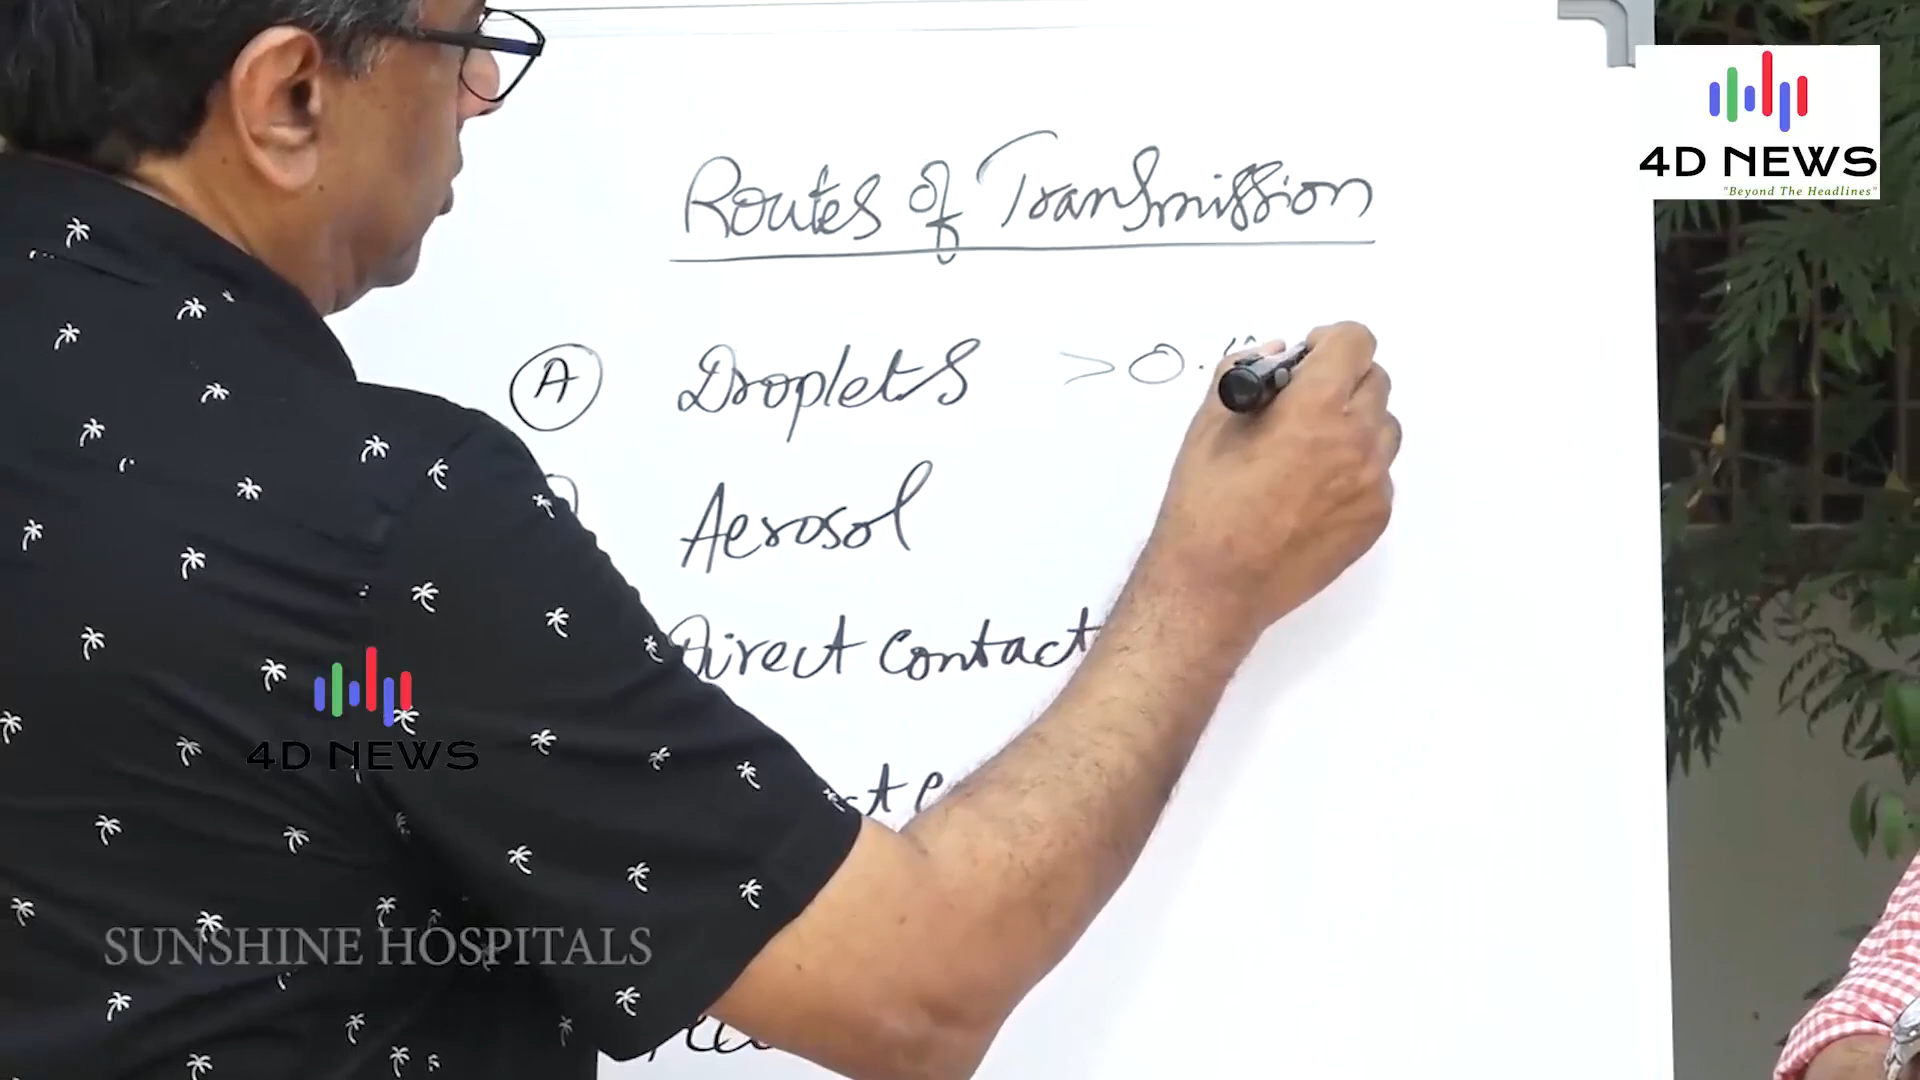 4D NEWS
"Beyond The Headlines"
Routes of Transmission
A Droplets > 0.
Aerosol
Direct Contact
4D NEWS
SUNSHINE HOSPITALS